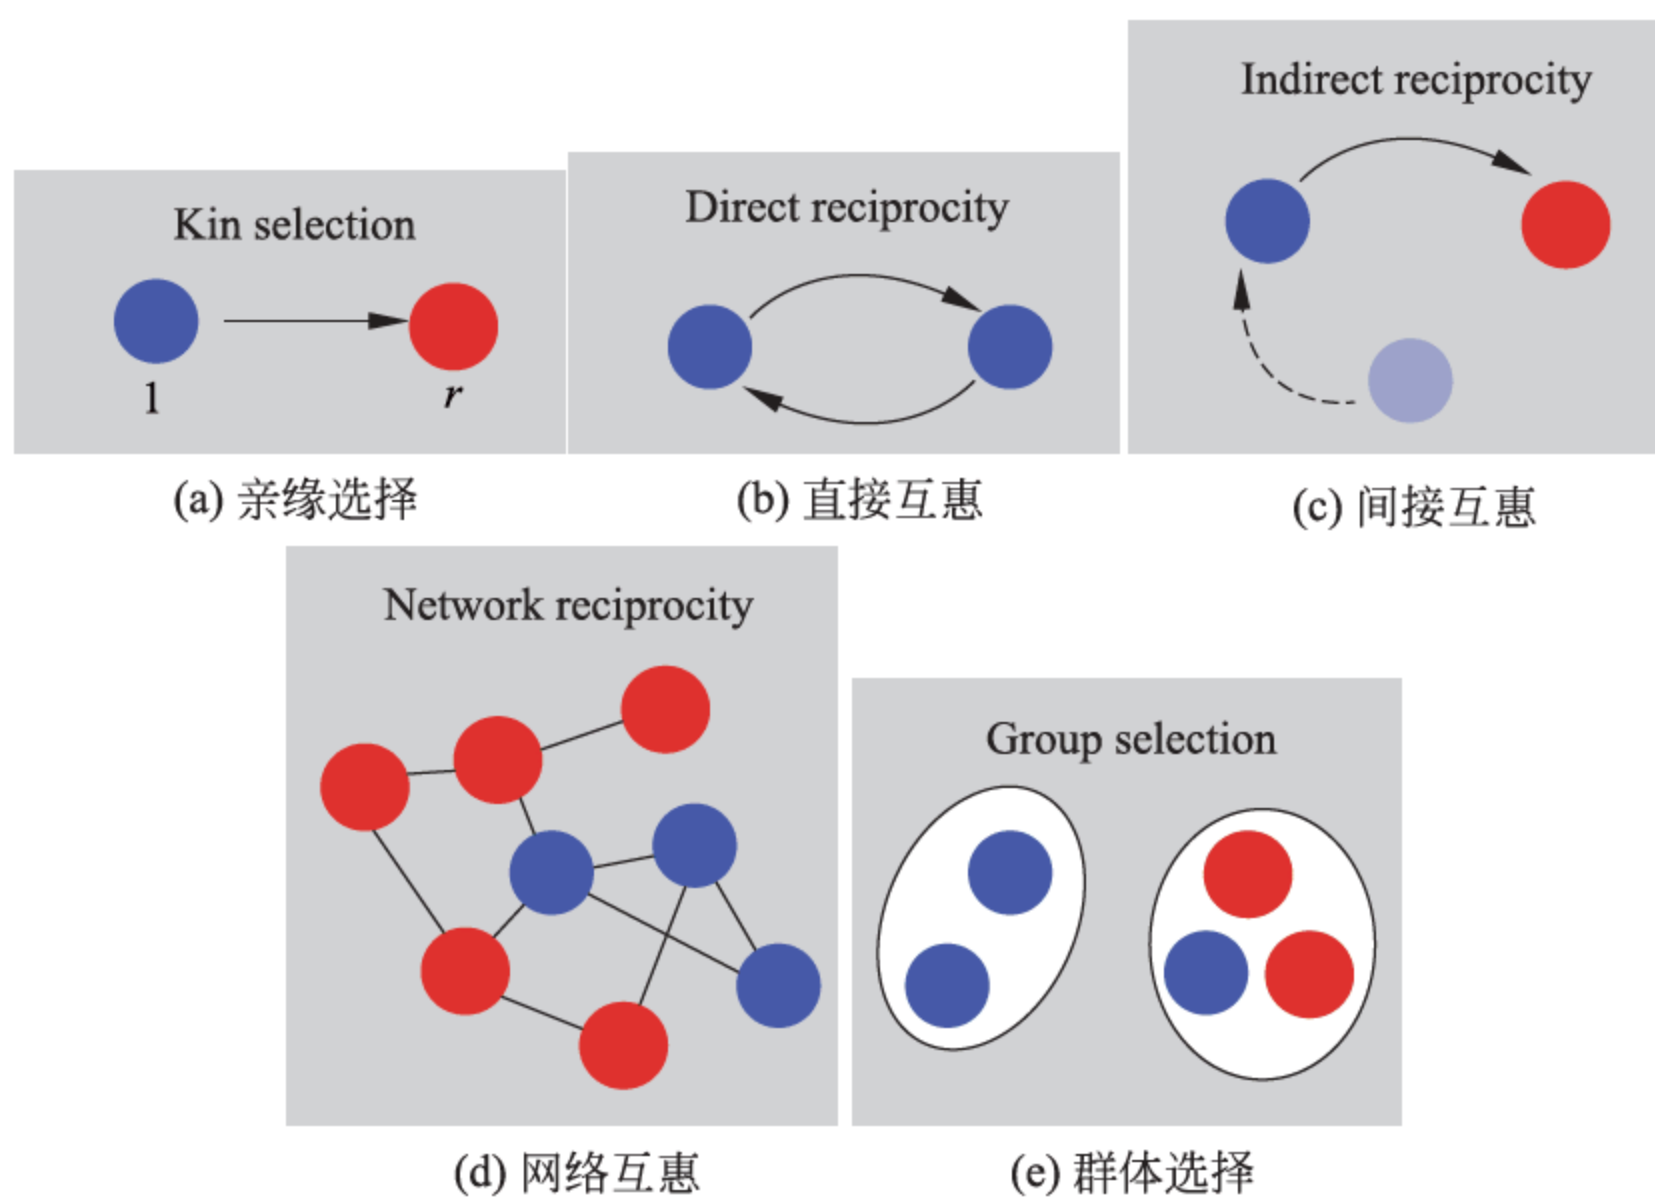 Kin selection
1
r
(a) 亲缘选择
Direct reciprocity
(b) 直接互惠
Indirect reciprocity
(c) 间接互惠
Network reciprocity
(d) 网络互惠
Group selection
(e) 群体选择